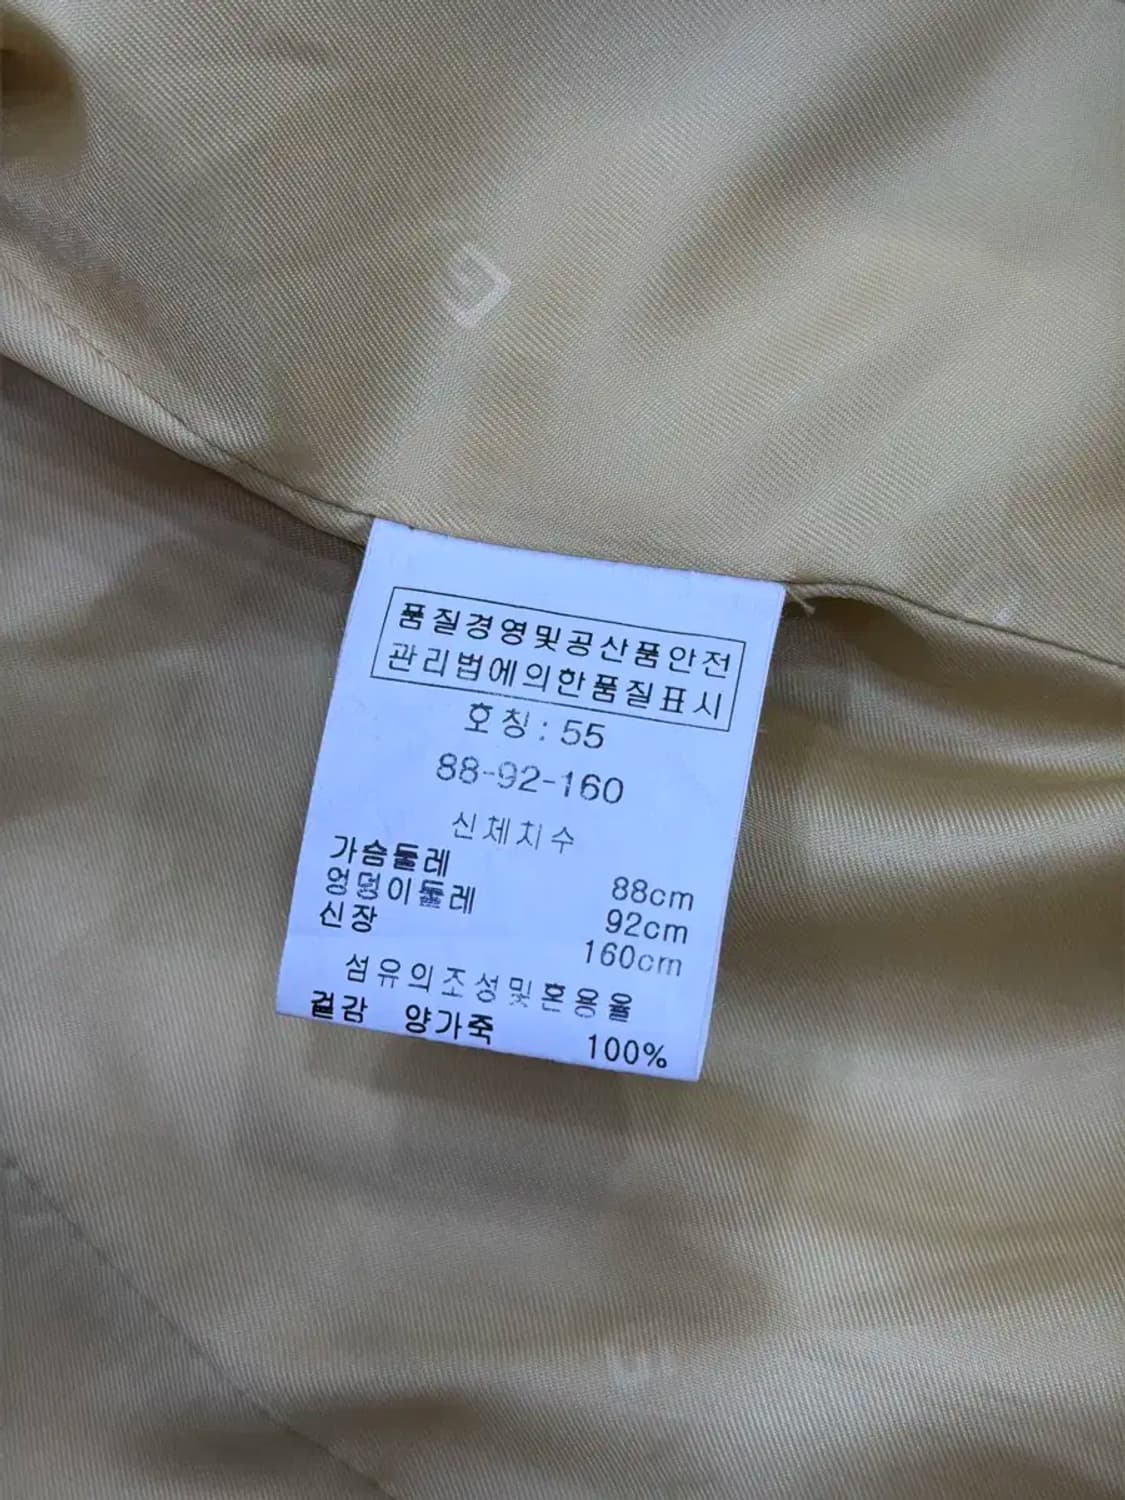 품질경영및공산품안전
관리법에의한품질표시
호칭 : 55
88-92-160
신체치수
가슴둘레 88cm
엉덩이둘레 92cm
신장 160cm
섬유의조성및혼용율
겉감 양가죽 100%